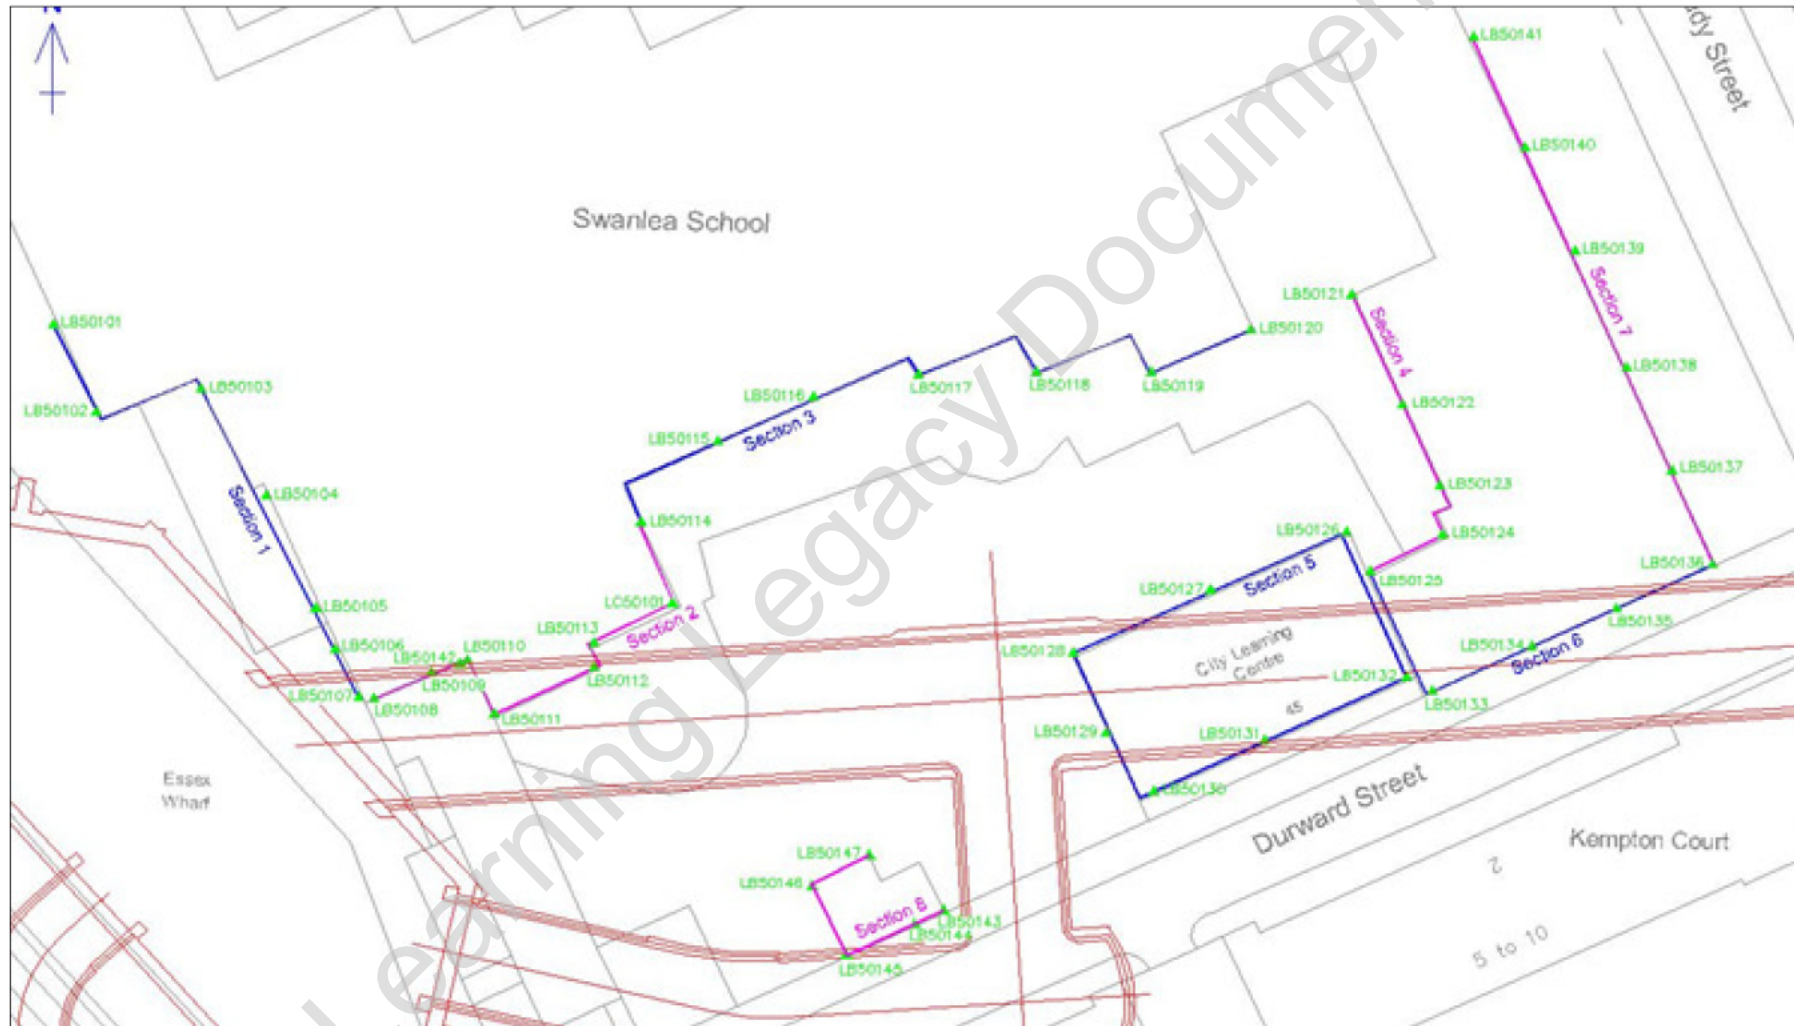 N
LB50141
LB50140
Swanlea School
LB50139
LB50121
LB50101
LB50120
Section 7
Section 4
LB50138
LB50103
LB50117
LB50118
LB50119
LB50116
LB50102
LB50122
Section 3
LB50115
LB50137
LB50123
LB50104
Section 1
LB50114
LB50126
LB50124
LB50136
LB50125
Section 5
LB50127
LC50101
LB50105
LB50135
Section 2
LB50113
LB50134
LB50106
LB50110
LB50142
City Learning
Centre
LB50128
Section 6
LB50109
LB50112
LB50132
LB50107
LB50108
LB50133
45
LB50111
LB50129
LB50131
Essex
Wharf
LB50130
Durward Street
Kempton Court
2
LB50147
LB50146
Section 8
LB50143
LB50144
5 to 10
LB50145
Learning Legacy Document